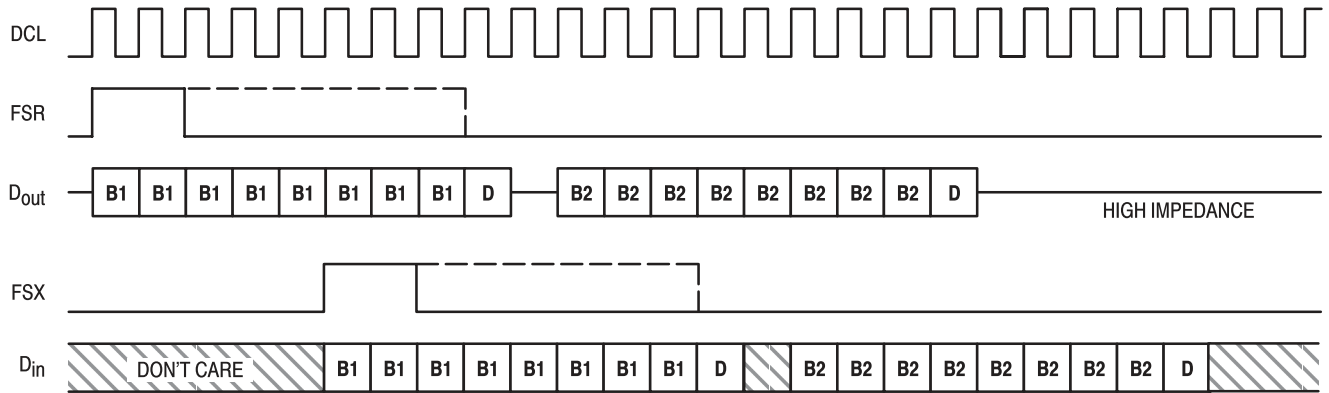 DCL
FSR
Dout B1 B1 B1 B1 B1 B1 B1 B1 D B2 B2 B2 B2 B2 B2 B2 B2 D
HIGH IMPEDANCE
FSX
Din DON'T CARE B1 B1 B1 B1 B1 B1 B1 B1 D B2 B2 B2 B2 B2 B2 B2 B2 D